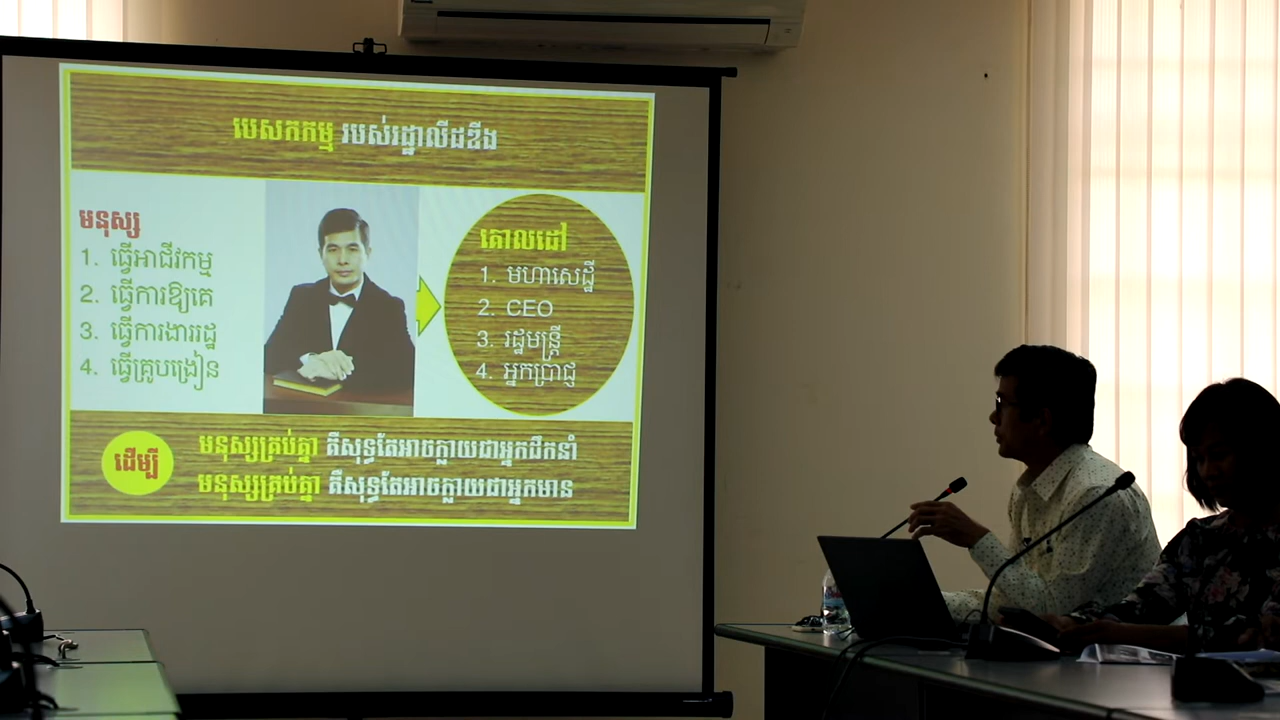 បេសកកម្ម របស់រដ្ឋាលីដឌីង
មនុស្ស
1. ធ្វើអាជីវកម្ម
2. ធ្វើការឱ្យគេ
3. ធ្វើការងាររដ្ឋ
4. ធ្វើគ្រូបង្រៀន
គោលដៅ
1. មហាសេដ្ឋី
2. CEO
3. រដ្ឋមន្ត្រី
4. អ្នកប្រាជ្ញ
ដើម្បី
មនុស្សគ្រប់គ្នា គឺសុទ្ធតែអាចក្លាយជាអ្នកដឹកនាំ
មនុស្សគ្រប់គ្នា គឺសុទ្ធតែអាចក្លាយជាអ្នកមាន